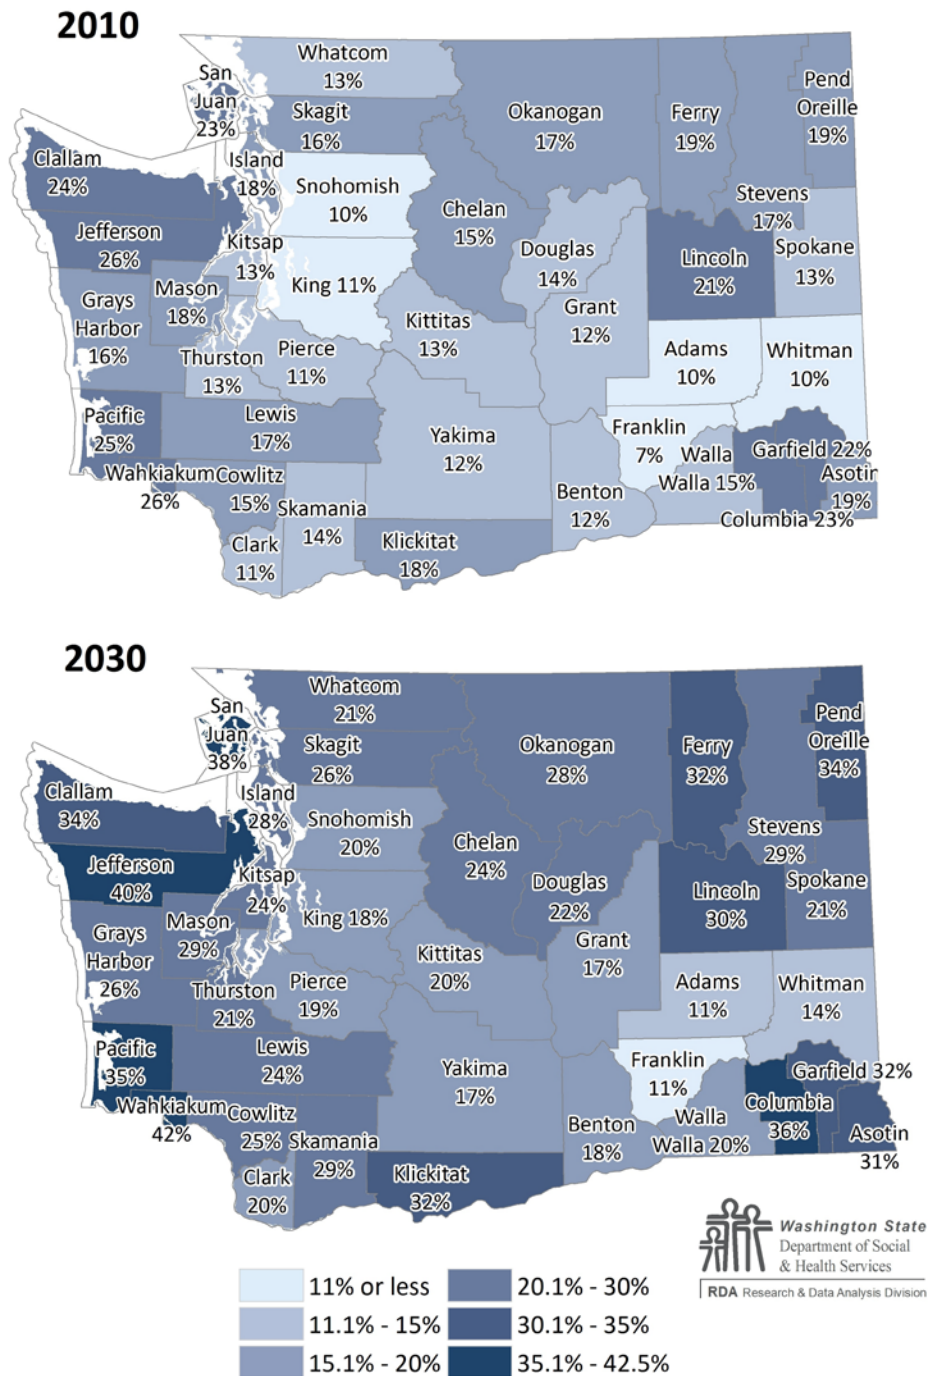 2010
Whatcom
13%
San
Juan
23%
Skagit
16%
Okanogan
17%
Ferry
19%
Pend
Oreille
19%
Clallam
24%
Island
18%
Snohomish
10%
Chelan
15%
Stevens
17%
Jefferson
26%
Kitsap
13%
Douglas
14%
Lincoln
21%
Spokane
13%
King 11%
Mason
18%
Grays
Harbor
16%
Kittitas
13%
Grant
12%
Adams
10%
Whitman
10%
Thurston
13%
Pierce
11%
Pacific
25%
Lewis
17%
Yakima
12%
Franklin
7%
Walla
Walla 15%
Garfield 22%
Asotin
19%
Columbia 23%
Wahkiakum
26%
Cowlitz
15%
Skamania
14%
Benton
12%
Clark
11%
Klickitat
18%
2030
Whatcom
21%
San
Juan
38%
Skagit
26%
Okanogan
28%
Ferry
32%
Pend
Oreille
34%
Clallam
34%
Island
28%
Snohomish
20%
Chelan
24%
Stevens
29%
Jefferson
40%
Kitsap
24%
Douglas
22%
Lincoln
30%
Spokane
21%
King 18%
Mason
29%
Grays
Harbor
26%
Kittitas
20%
Grant
17%
Adams
11%
Whitman
14%
Thurston
21%
Pierce
19%
Pacific
35%
Lewis
24%
Yakima
17%
Franklin
11%
Garfield 32%
Columbia
36%
Walla
Walla 20%
Asotin
31%
Wahkiakum
42%
Cowlitz
25%
Skamania
29%
Benton
18%
Clark
20%
Klickitat
32%
Washington State
Department of Social
& Health Services
RDA Research & Data Analysis Division
11% or less
11.1% - 15%
15.1% - 20%
20.1% - 30%
30.1% - 35%
35.1% - 42.5%